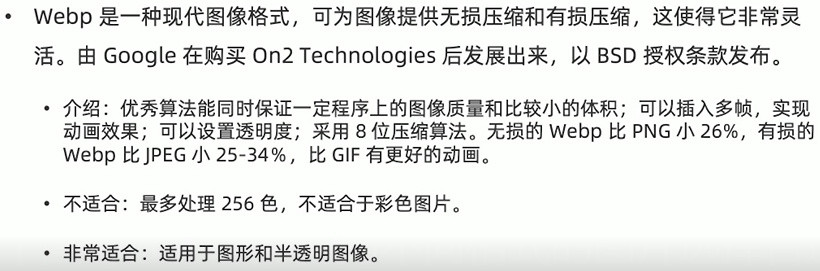 • Webp 是一种现代图像格式，可为图像提供无损压缩和有损压缩，这使得它非常灵
活。由 Google 在购买 On2 Technologies 后发展出来，以 BSD 授权条款发布。
• 介绍：优秀算法能同时保证一定程序上的图像质量和比较小的体积；可以插入多帧，实现
动画效果；可以设置透明度；采用 8 位压缩算法。无损的 Webp 比 PNG 小 26%，有损的
Webp 比 JPEG 小 25-34%，比 GIF 有更好的动画。
• 不适合：最多处理 256 色，不适合于彩色图片。
• 非常适合：适用于图形和半透明图像。